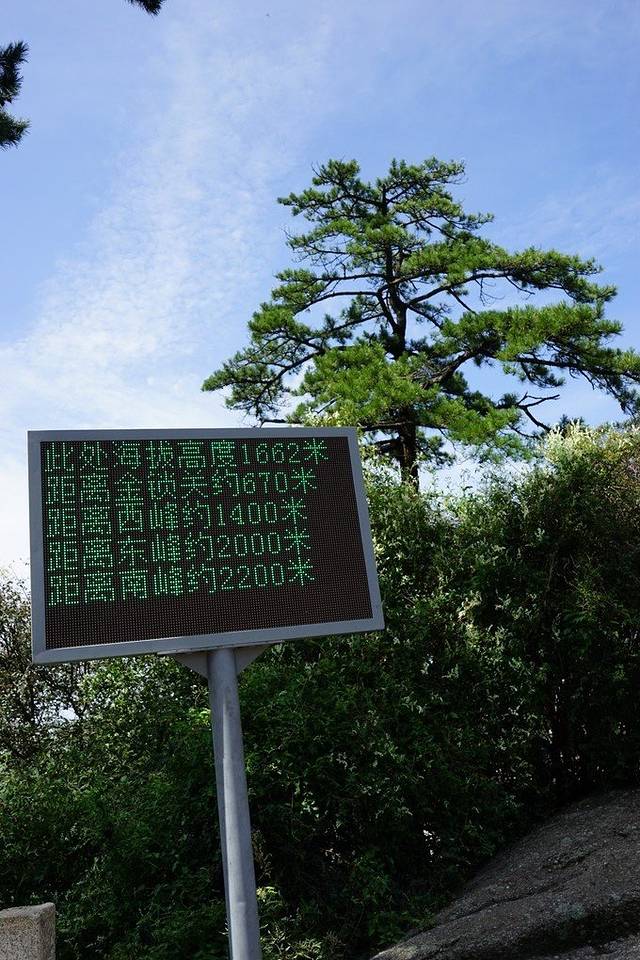 此处海拔高度1662米
距离金锁关约670米
距离西峰约1400米
距离东峰约2000米
距离南峰约2200米